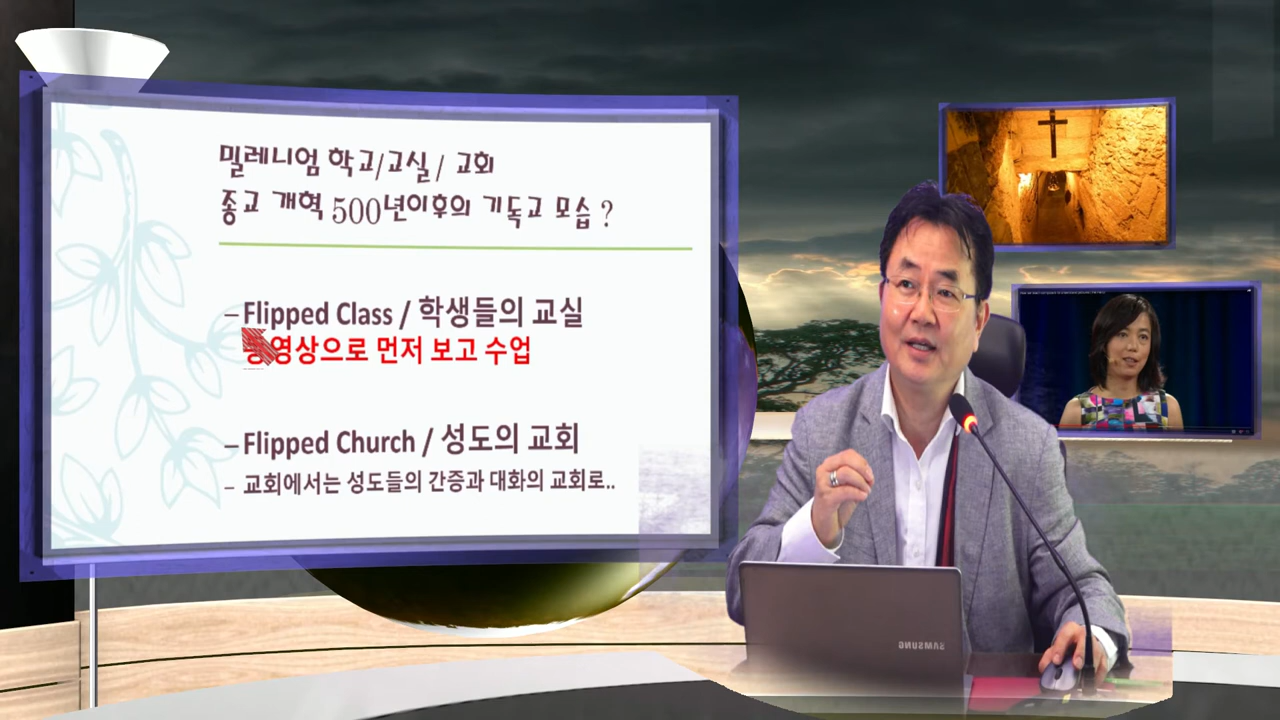 밀레니엄 학교/교실 / 교회
종교 개혁 500년이후의 기독교 모습 ?
– Flipped Class / 학생들의 교실
동영상으로 먼저 보고 수업
– Flipped Church / 성도의 교회
– 교회에서는 성도들의 간증과 대화의 교회로..
SAMSUNG